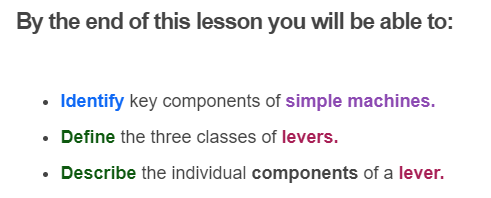 By the end of this lesson you will be able to:
• Identify key components of simple machines.
• Define the three classes of levers.
• Describe the individual components of a lever.